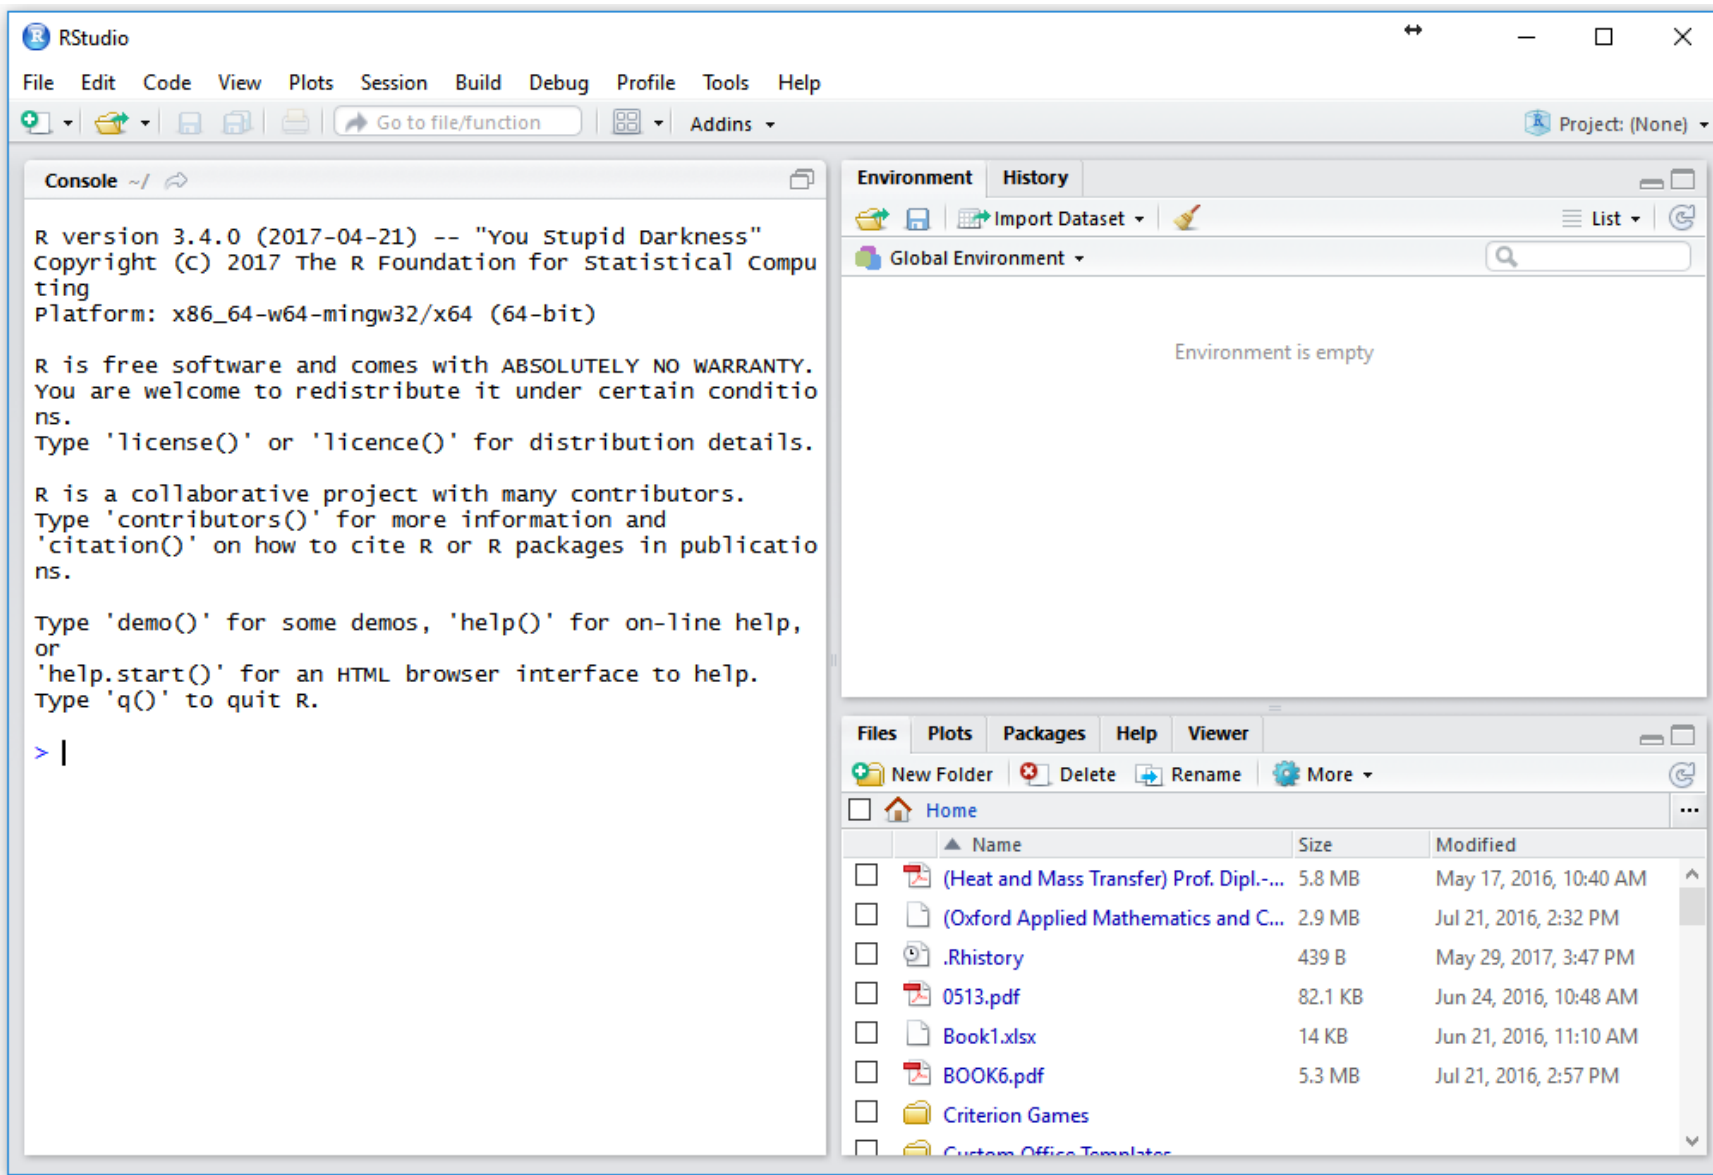 RStudio
File Edit Code View Plots Session Build Debug Profile Tools Help
Go to file/function Addins Project: (None)
Console ~/
R version 3.4.0 (2017-04-21) -- "You Stupid Darkness"
Copyright (C) 2017 The R Foundation for Statistical Compu
ting
Platform: x86_64-w64-mingw32/x64 (64-bit)
R is free software and comes with ABSOLUTELY NO WARRANTY.
You are welcome to redistribute it under certain conditio
ns.
Type 'license()' or 'licence()' for distribution details.
R is a collaborative project with many contributors.
Type 'contributors()' for more information and
'citation()' on how to cite R or R packages in publicatio
ns.
Type 'demo()' for some demos, 'help()' for on-line help,
or
'help.start()' for an HTML browser interface to help.
Type 'q()' to quit R.
>
Environment History
Import Dataset List
Global Environment
Environment is empty
Files Plots Packages Help Viewer
New Folder Delete Rename More
Home ...
Name Size Modified
(Heat and Mass Transfer) Prof. Dipl.-... 5.8 MB May 17, 2016, 10:40 AM
(Oxford Applied Mathematics and C... 2.9 MB Jul 21, 2016, 2:32 PM
.Rhistory 439 B May 29, 2017, 3:47 PM
0513.pdf 82.1 KB Jun 24, 2016, 10:48 AM
Book1.xlsx 14 KB Jun 21, 2016, 11:10 AM
BOOK6.pdf 5.3 MB Jul 21, 2016, 2:57 PM
Criterion Games
Custom Office Templates